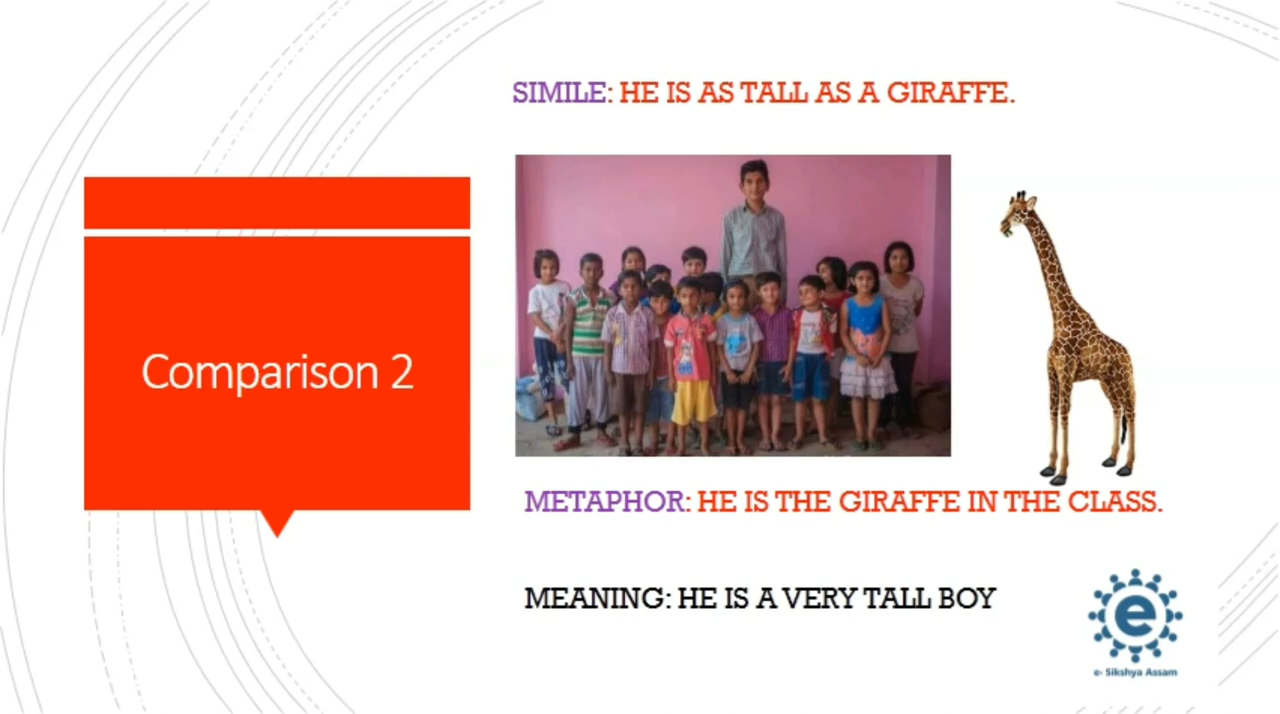 SIMILE: HE IS AS TALL AS A GIRAFFE.
Comparison 2
METAPHOR: HE IS THE GIRAFFE IN THE CLASS.
MEANING: HE IS A VERY TALL BOY
e
e- Sikshya Assam